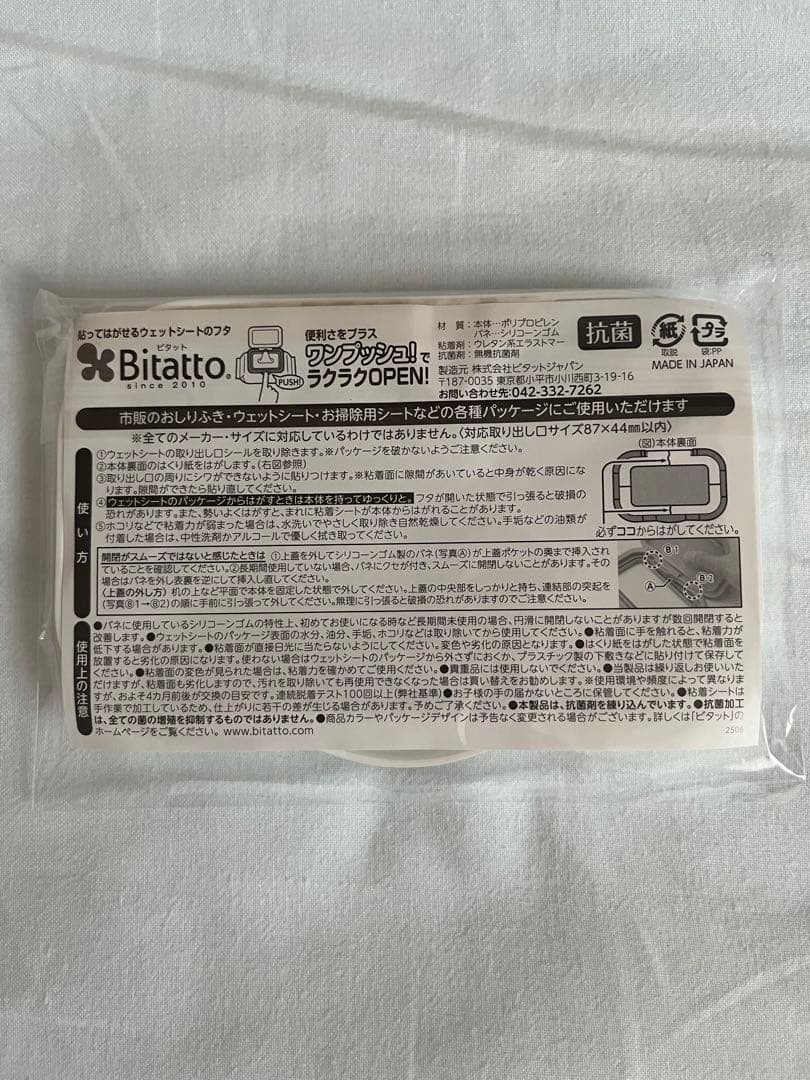 貼ってはがせるウェットシートのフタ
ビタット
Bitatto®
since 2010
PUSH!
便利さをプラス
ワンプッシュ!で
ラクラクOPEN!
材 質:本体…ポリプロピレン
バネ…シリコーンゴム
粘着剤:ウレタン系エラストマー
抗菌剤:無機抗菌剤
製造元 株式会社ビタットジャパン
〒187-0035 東京都小平市小川西町3-19-16
お問い合わせ先:042-332-7262
抗菌
紙
取説
プラ
袋:PP
MADE IN JAPAN
市販のおしりふき・ウェットシート・お掃除用シートなどの各種パッケージにご使用いただけます
※全てのメーカー・サイズに対応しているわけではありません。〈対応取り出し口サイズ87×44㎜以内〉
使い方
①ウェットシートの取り出し口シールを取り除きます。※パッケージを破かないようご注意ください。
②本体裏面のはくり紙をはがします。(右図参照)
③取り出し口の周りにシワができないように貼りつけます。※粘着面に隙間があいていると中身が乾く原因にな
ります。隙間ができたら貼り直してください。
④ウェットシートのパッケージからはがすときは本体を持ってゆっくりと。フタが開いた状態で引っ張ると破損の
恐れがあります。また、勢いよくはがすと、まれに粘着シートが本体からはがれることがあります。
⑤ホコリなどで粘着力が弱まった場合は、水洗いでやさしく取り除き自然乾燥してください。手垢などの油類が
付着した場合は、中性洗剤かアルコールで優しく拭き取ってください。
(図)本体裏面
必ずココからはがしてください。
開閉がスムーズではないと感じたときは ①上蓋を外してシリコーンゴム製のバネ(写真Ⓐ)が上蓋ポケットの奥まで挿入され
ていることを確認してください。②長期間使用していない場合、バネにクセが付き、スムーズに開閉しないことがあります。その
場合はバネを外し表裏を逆にして挿入し直してください。
〈上蓋の外し方〉机の上など平面で本体を固定した状態で外してください。上蓋の中央部をしっかりと持ち、連結部の突起を
(写真Ⓑ1→Ⓑ2)の順に手前に引っ張って外してください。無理に引っ張ると破損の恐れがありますのでご注意ください。
Ⓑ1
Ⓐ
Ⓑ2
使用上の注意
●バネに使用しているシリコーンゴムの特性上、初めてお使いになる時など長期間未使用の場合、円滑に開閉しないことがありますが数回開閉すると
改善します。●ウェットシートのパッケージ表面の水分、油分、手垢、ホコリなどは取り除いてから使用してください。●粘着面に手を触れると、粘着力が
低下する場合があります。●粘着面が直接日光に当たらないようにしてください。変色や劣化の原因となります。●はくり紙をはがした状態で粘着面を
放置すると劣化の原因になります。使わない場合はウェットシートのパッケージから外さずにおくか、プラスチック製の下敷きなどに貼り付けて保存して
ください。●粘着面の変色が見られた場合は、粘着力を確かめてご使用ください。●貴重品には使用しないでください。●当製品は繰り返しお使いいた
だけますが、粘着面も劣化しますので、汚れを取り除いても再使用できなくなった場合は買い替えをお勧めします。※使用環境や頻度によって異なりま
すが、およそ4カ月前後が交換の目安です。連続脱着テスト100回以上(弊社基準)●お子様の手の届かないところに保管してください。●粘着シートは
手作業で加工しているため、仕上がりに若干の差が生じる場合があります。予めご了承ください。●本製品は、抗菌剤を練り込んでいます。●抗菌加工
は、全ての菌の増殖を抑制するものではありません。●商品カラーやパッケージデザインは予告なく変更される場合がございます。詳しくは「ビタット」の
ホームページをご覧ください。www.bitatto.com
2506